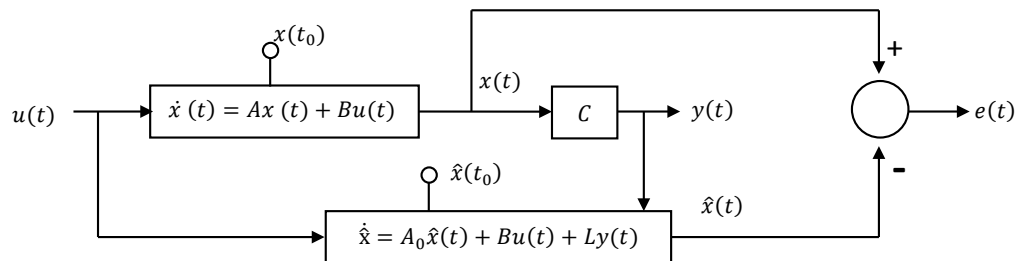 x(t₀)
+
x(t)
u(t)
ẋ (t) = Ax (t) + Bu(t)
C
y(t)
e(t)
x̂(t₀)
-
x̂(t)
x̂̇ = A₀x̂(t) + Bu(t) + Ly(t)